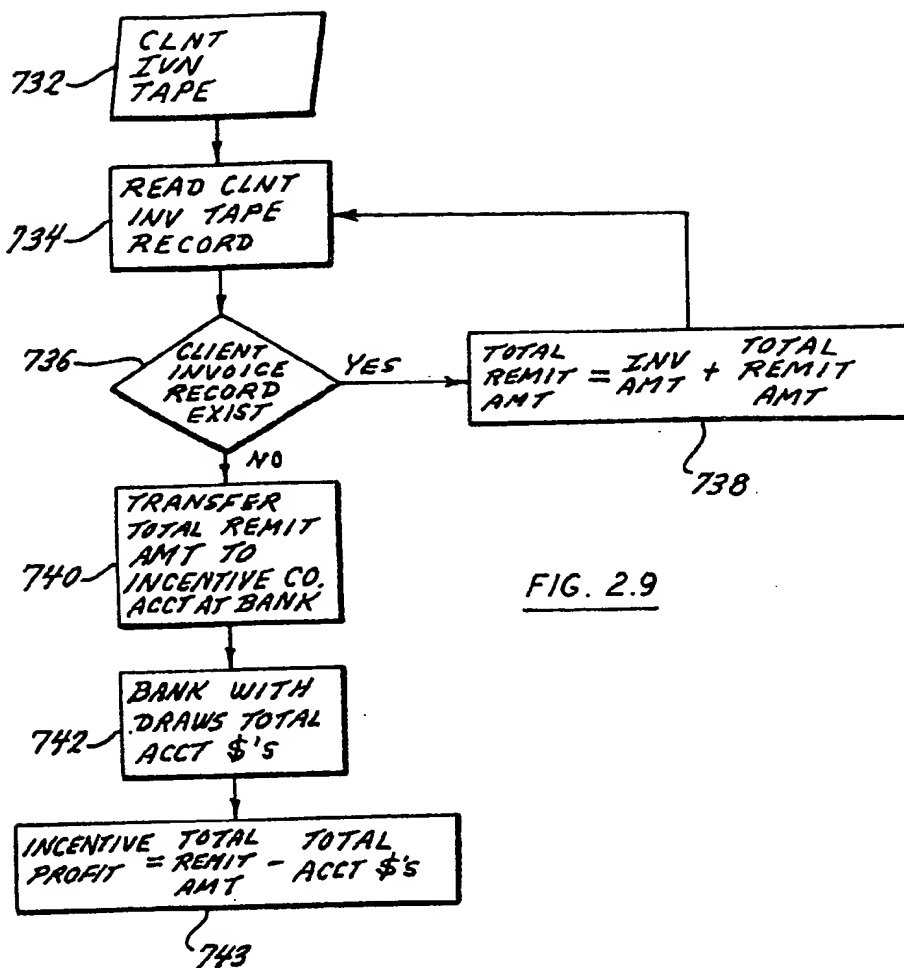 732
CLNT
IVN
TAPE
734
READ CLNT
INV TAPE
RECORD
736
CLIENT
INVOICE
RECORD
EXIST
YES
NO
TOTAL
REMIT
AMT
=
INV
AMT
+
TOTAL
REMIT
AMT
738
740
TRANSFER
TOTAL REMIT
AMT TO
INCENTIVE CO.
ACCT AT BANK
FIG. 2.9
742
BANK WITH
DRAWS TOTAL
ACCT $'S
INCENTIVE
PROFIT
=
TOTAL
REMIT
AMT
-
TOTAL
ACCT $'S
743